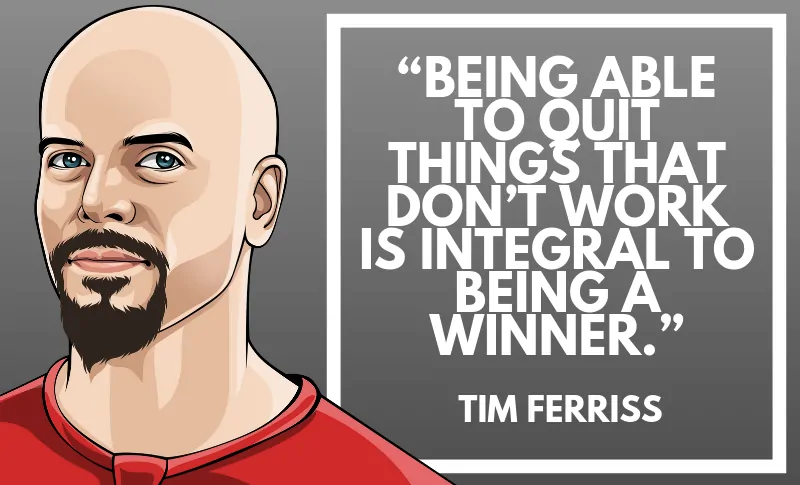 “BEING ABLE
TO QUIT
THINGS THAT
DON’T WORK
IS INTEGRAL TO
BEING A
WINNER.”
TIM FERRISS